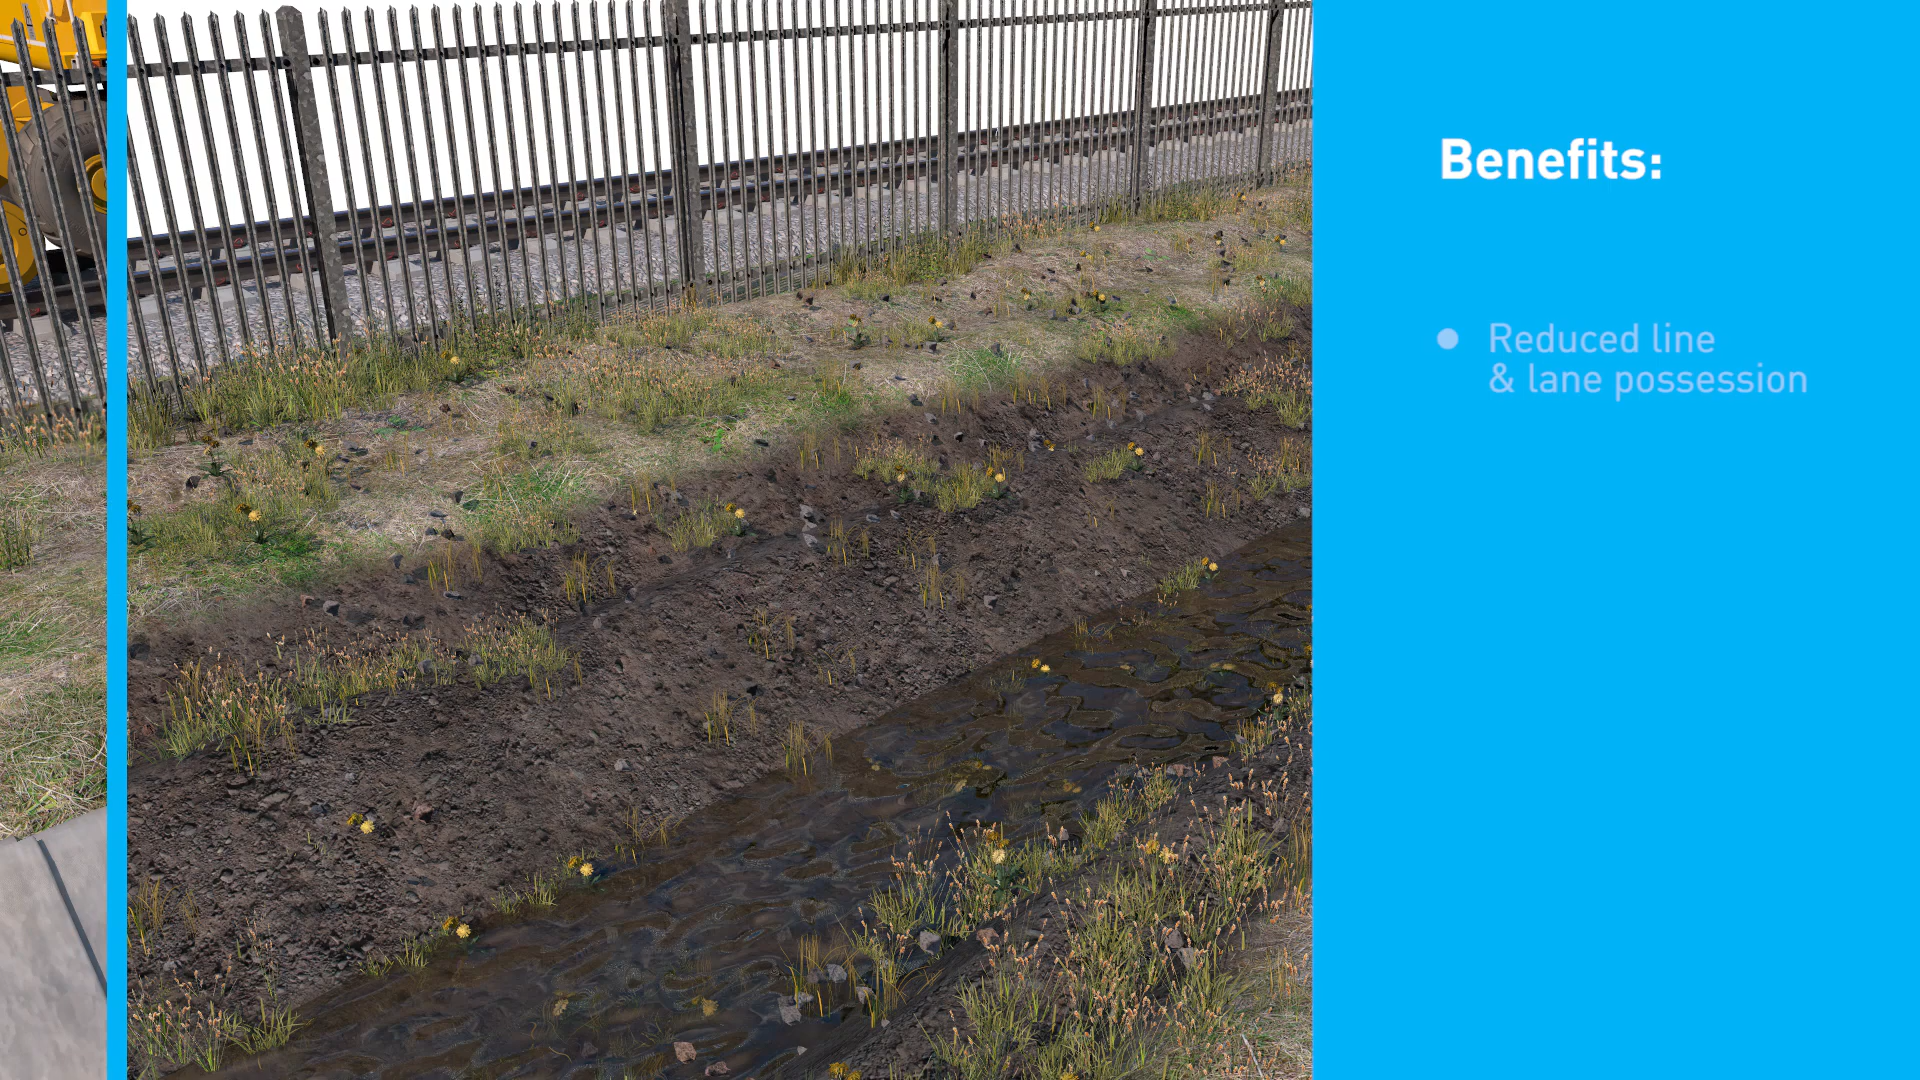 Benefits:
● Reduced line
& lane possession